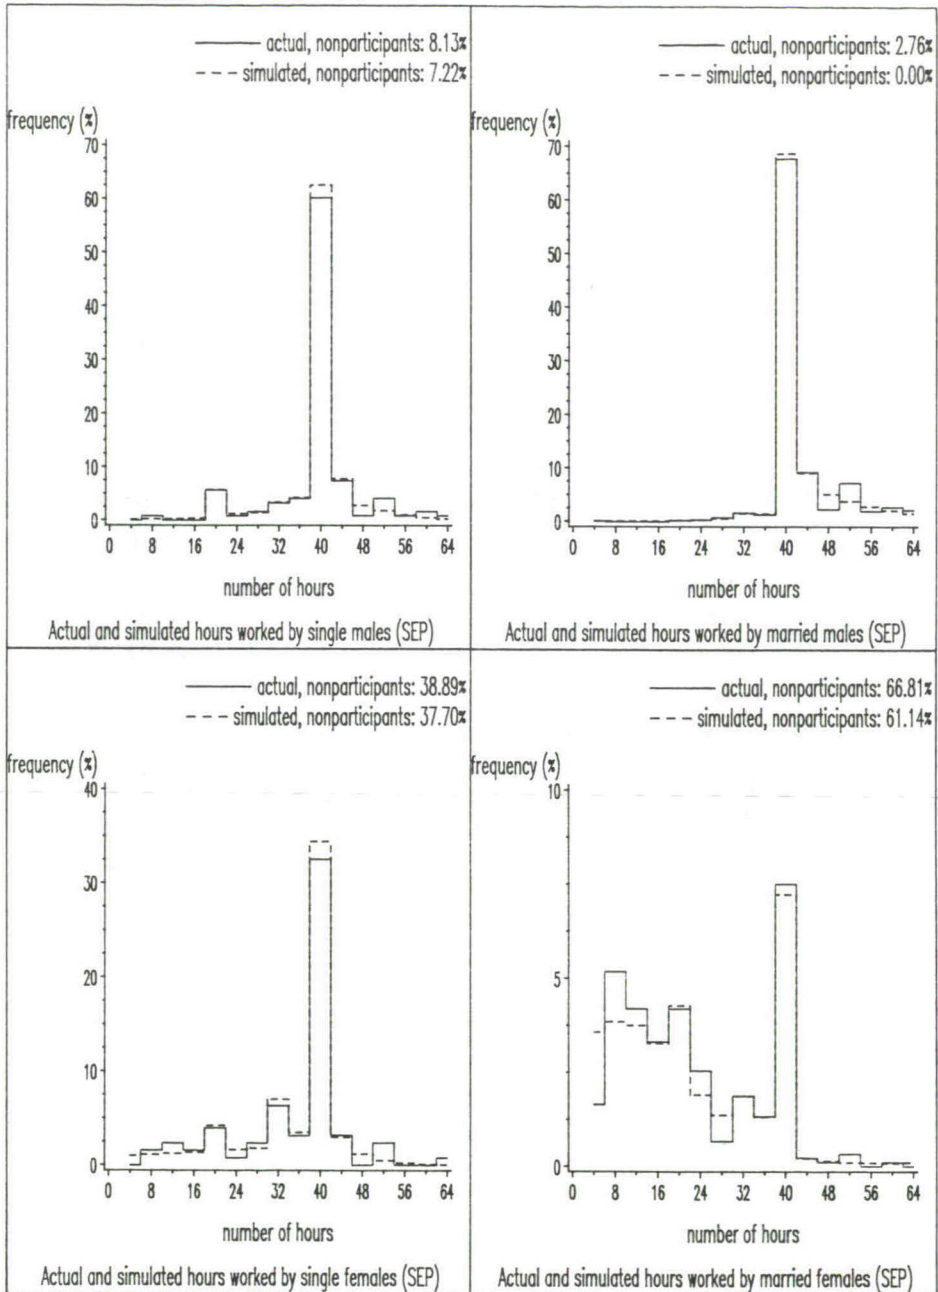 actual, nonparticipants: 8.13%
simulated, nonparticipants: 7.22%
frequency (%)
70
60
50
40
30
20
10
0
0 8 16 24 32 40 48 56 64
number of hours
Actual and simulated hours worked by single males (SEP)
actual, nonparticipants: 2.76%
simulated, nonparticipants: 0.00%
frequency (%)
70
60
50
40
30
20
10
0
0 8 16 24 32 40 48 56 64
number of hours
Actual and simulated hours worked by married males (SEP)
actual, nonparticipants: 38.89%
simulated, nonparticipants: 37.70%
frequency (%)
40
30
20
10
0
0 8 16 24 32 40 48 56 64
number of hours
Actual and simulated hours worked by single females (SEP)
actual, nonparticipants: 66.81%
simulated, nonparticipants: 61.14%
frequency (%)
10
5
0
0 8 16 24 32 40 48 56 64
number of hours
Actual and simulated hours worked by married females (SEP)